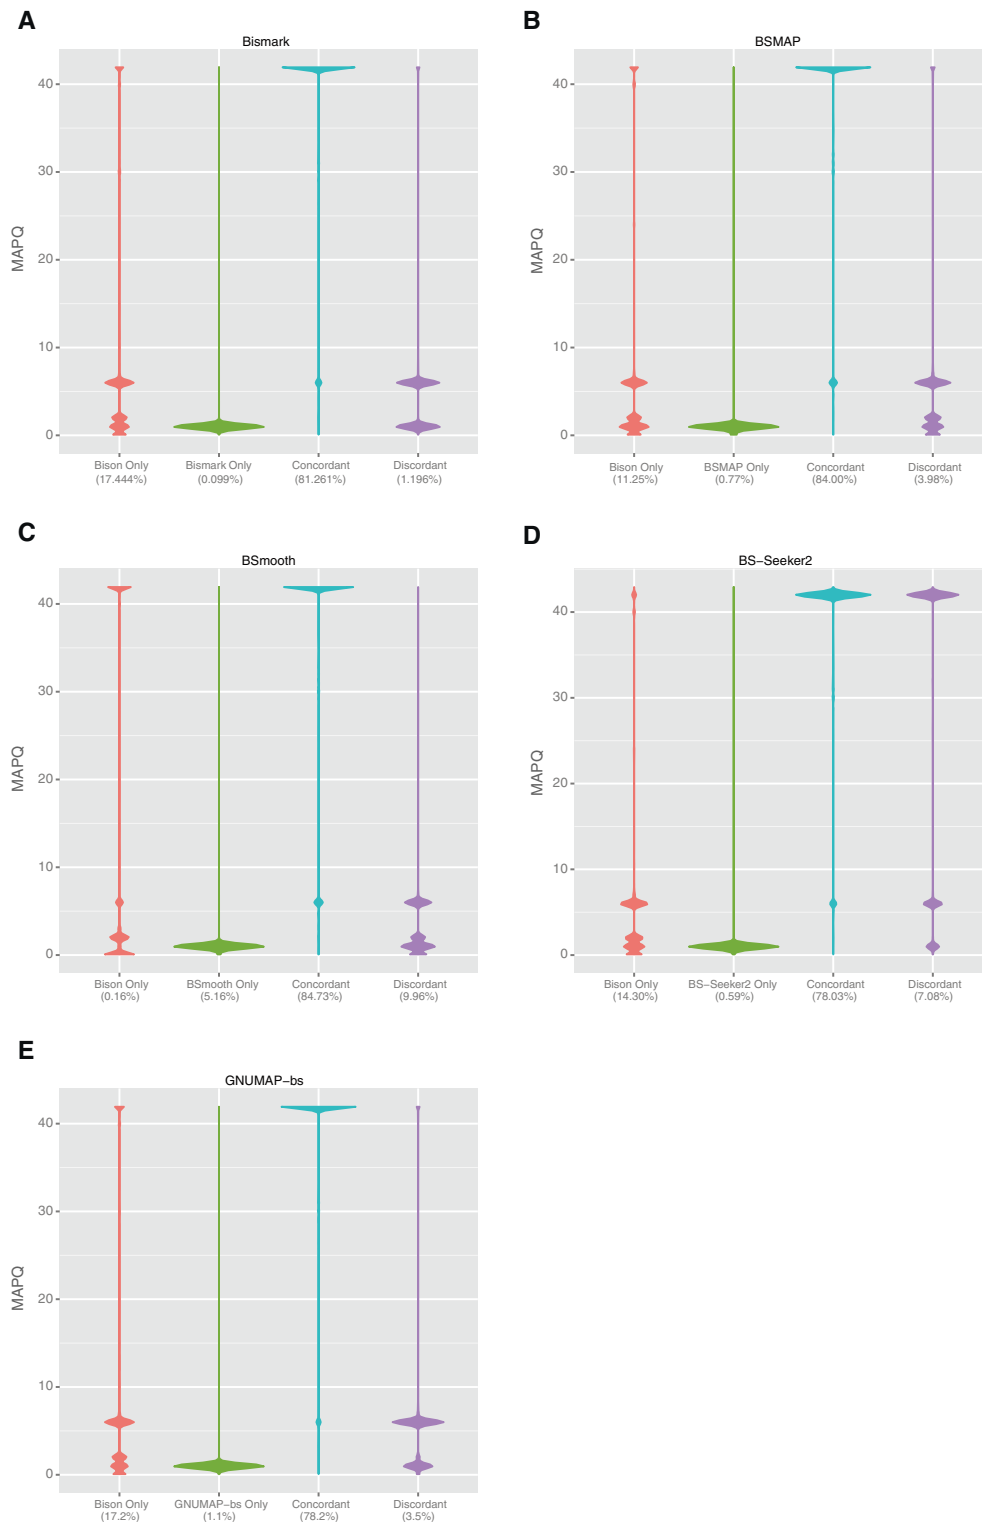 A
Bismark
MAPQ
40
30
20
10
0
Bison Only Bismark Only Concordant Discordant
(17.444%) (0.099%) (81.261%) (1.196%)
B
BSMAP
MAPQ
40
30
20
10
0
Bison Only BSMAP Only Concordant Discordant
(11.25%) (0.77%) (84.00%) (3.98%)
C
BSmooth
MAPQ
40
30
20
10
0
Bison Only BSmooth Only Concordant Discordant
(0.16%) (5.16%) (84.73%) (9.96%)
D
BS−Seeker2
MAPQ
40
30
20
10
0
Bison Only BS−Seeker2 Only Concordant Discordant
(14.30%) (0.59%) (78.03%) (7.08%)
E
GNUMAP−bs
MAPQ
40
30
20
10
0
Bison Only GNUMAP−bs Only Concordant Discordant
(17.2%) (1.1%) (78.2%) (3.5%)